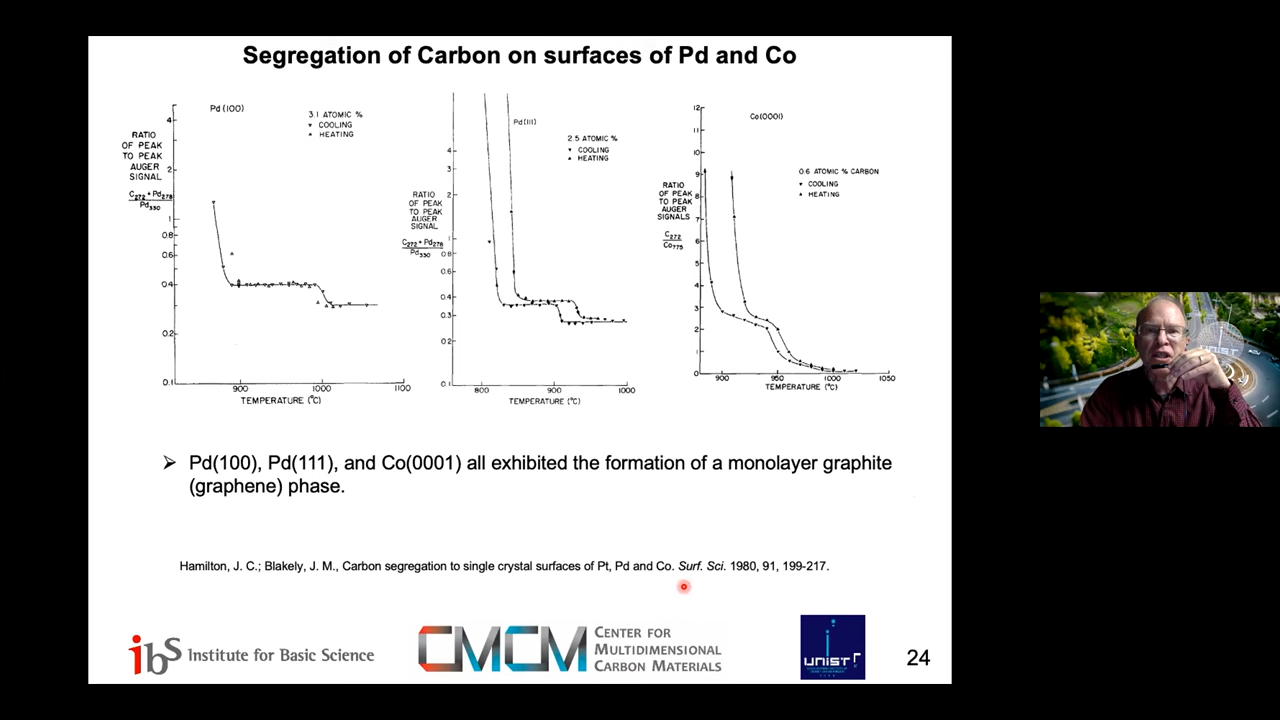 Segregation of Carbon on surfaces of Pd and Co
Pd (100)
3.1 ATOMIC %
COOLING
HEATING
RATIO
OF PEAK
TO PEAK
AUGER
SIGNAL
C272 + Pd278
Pd330
4
2
1
0.8
0.6
0.4
0.2
0.1
900
1000
1100
TEMPERATURE (°C)
Pd(111)
2.5 ATOMIC %
COOLING
HEATING
RATIO
OF PEAK
TO PEAK
AUGER
SIGNAL
C272 + Pd278
Pd330
4
3
2
1
0.8
0.6
0.4
0.3
0.2
0.1
800
900
1000
TEMPERATURE (°C)
Co(0001)
0.6 ATOMIC % CARBON
COOLING
HEATING
RATIO
OF PEAK
TO PEAK
AUGER
SIGNALS
C272
Co775
12
11
10
9
8
7
6
5
4
3
2
1
0
900
950
1000
1050
TEMPERATURE (°C)
➢ Pd(100), Pd(111), and Co(0001) all exhibited the formation of a monolayer graphite
(graphene) phase.
Hamilton, J. C.; Blakely, J. M., Carbon segregation to single crystal surfaces of Pt, Pd and Co. Surf. Sci. 1980, 91, 199-217.
ibS Institute for Basic Science
CMCM
CENTER FOR
MULTIDIMENSIONAL
CARBON MATERIALS
UNIST
24
UNIST